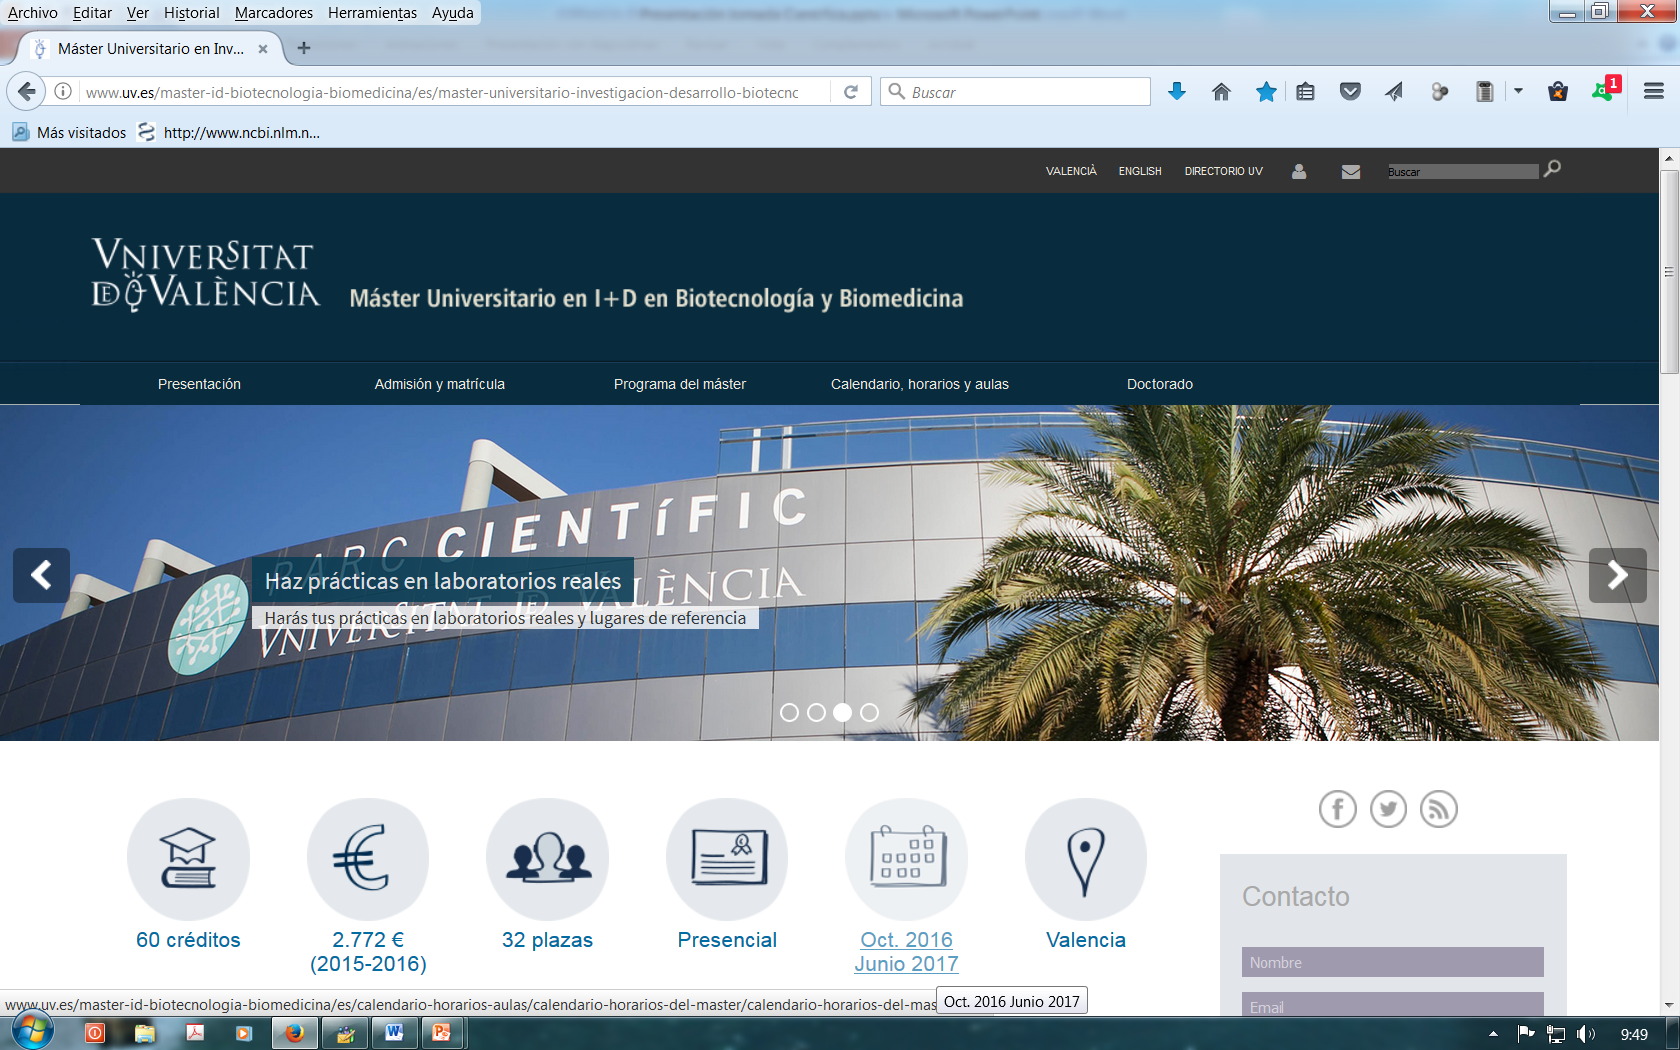 Archivo Editar Ver Historial Marcadores Herramientas Ayuda
Máster Universitario en Inv...
www.uv.es/master-id-biotecnologia-biomedicina/es/master-universitario-investigacion-desarrollo-biotecnc
Buscar
1
Más visitados
http://www.ncbi.nlm.n...
VALENCIÀ ENGLISH DIRECTORIO UV
Buscar
VNIVERSITAT
DE VALÈNCIA
Máster Universitario en I+D en Biotecnología y Biomedicina
Presentación Admisión y matrícula Programa del máster Calendario, horarios y aulas Doctorado
PARC CIENTÍFIC
VNIVERSITAT DE VALÈNCIA
Haz prácticas en laboratorios reales
Harás tus prácticas en laboratorios reales y lugares de referencia
60 créditos
2.772 €
(2015-2016)
32 plazas
Presencial
Oct. 2016
Junio 2017
Valencia
Contacto
Nombre
Email
www.uv.es/master-id-biotecnologia-biomedicina/es/calendario-horarios-aulas/calendario-horarios-del-master/calendario-horarios-del-mas
Oct. 2016 Junio 2017
9:49